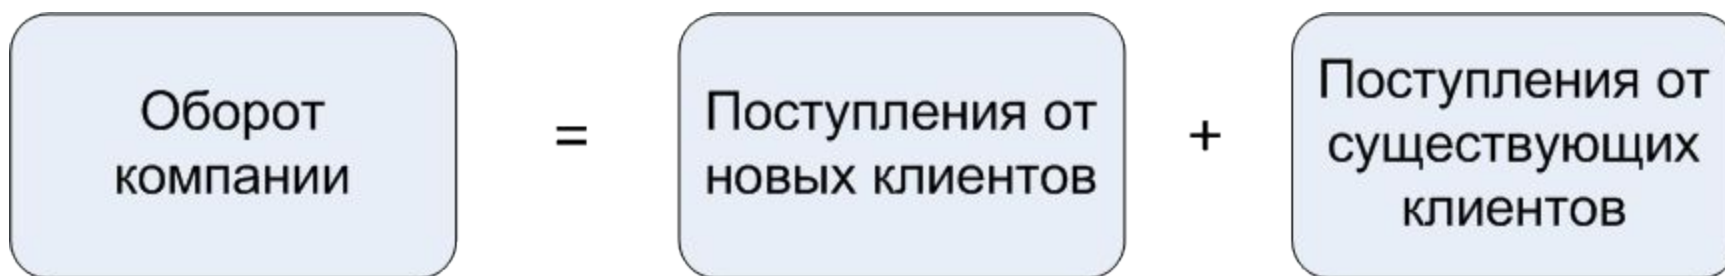 Оборот
компании
=
Поступления от
новых клиентов
+
Поступления от
существующих
клиентов